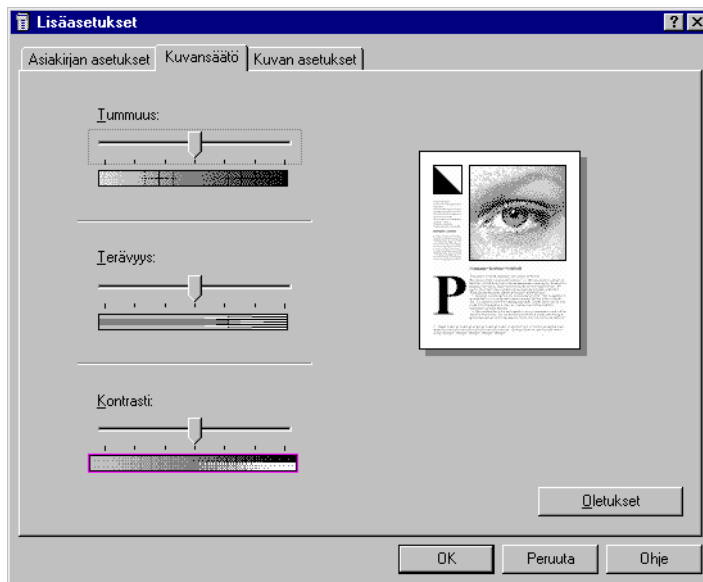 Lisäasetukset
Asiakirjan asetukset Kuvansäätö Kuvan asetukset
Tummuus:
Terävyys:
Kontrasti:
P
Oletukset
OK Peruuta Ohje